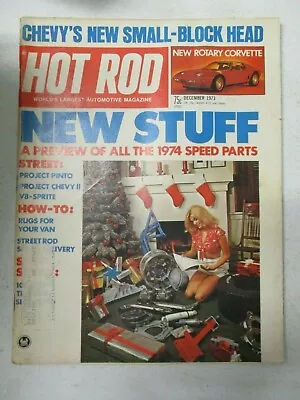 CHEVY'S NEW SMALL-BLOCK HEAD
HOT ROD
WORLD'S LARGEST AUTOMOTIVE MAGAZINE
NEW ROTARY CORVETTE
75c
DECEMBER 1973
NEW STUFF
A PREVIEW OF ALL THE 1974 SPEED PARTS
STREET:
PROJECT PINTO
PROJECT CHEVY II
V8-SPRITE
HOW-TO:
RUGS FOR
YOUR VAN
STREET ROD